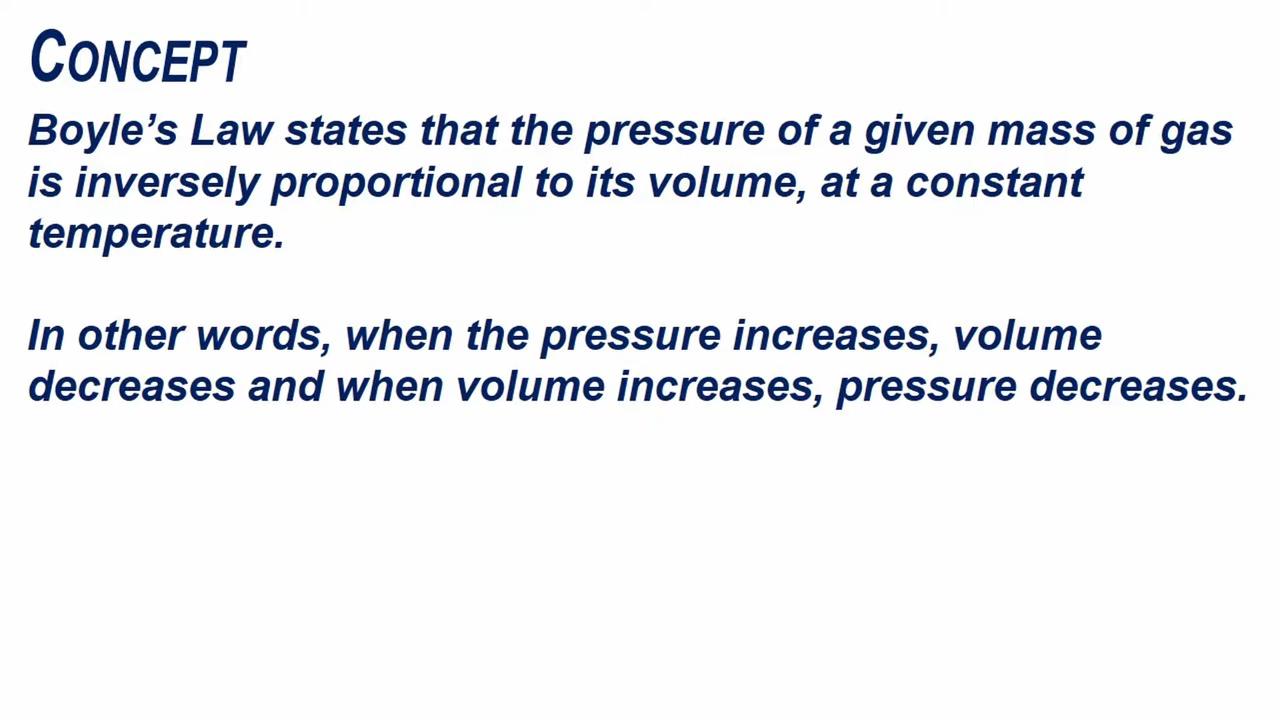 CONCEPT
Boyle’s Law states that the pressure of a given mass of gas
is inversely proportional to its volume, at a constant
temperature.
In other words, when the pressure increases, volume
decreases and when volume increases, pressure decreases.